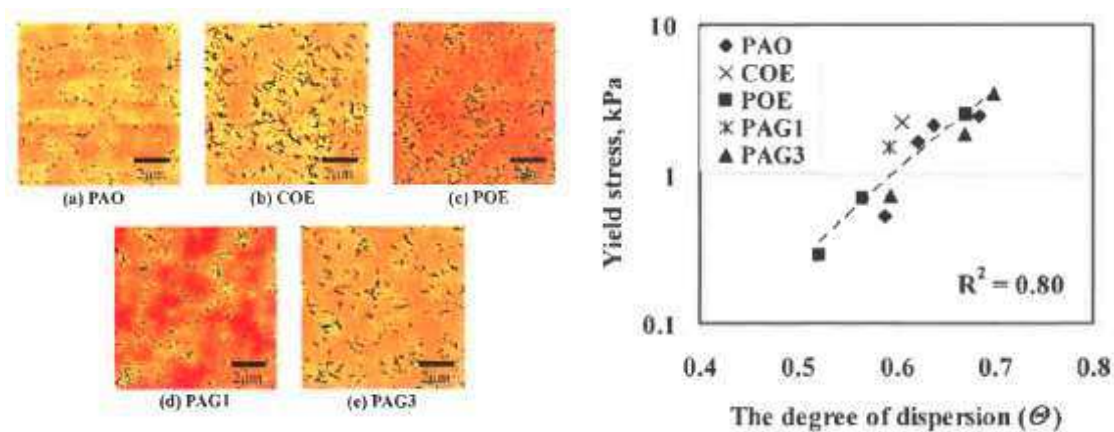 2μm
2μm
2μm
(a) PAO
(b) COE
(c) POE
2μm
2μm
(d) PAG1
(e) PAG3
Yield stress, kPa
10
1
0.1
PAO
COE
POE
PAG1
PAG3
R² = 0.80
0.4
0.5
0.6
0.7
0.8
The degree of dispersion (Θ)